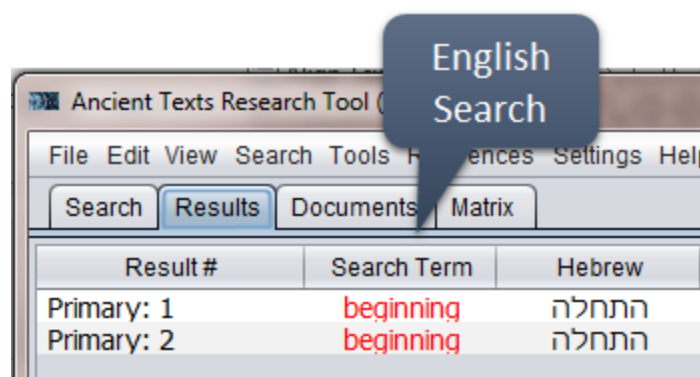 English
Search
Ancient Texts Research Tool (
File Edit View Search Tools Settings Help
Search Results Documents Matrix
Result # Search Term Hebrew
Primary: 1 beginning התחלה
Primary: 2 beginning התחלה